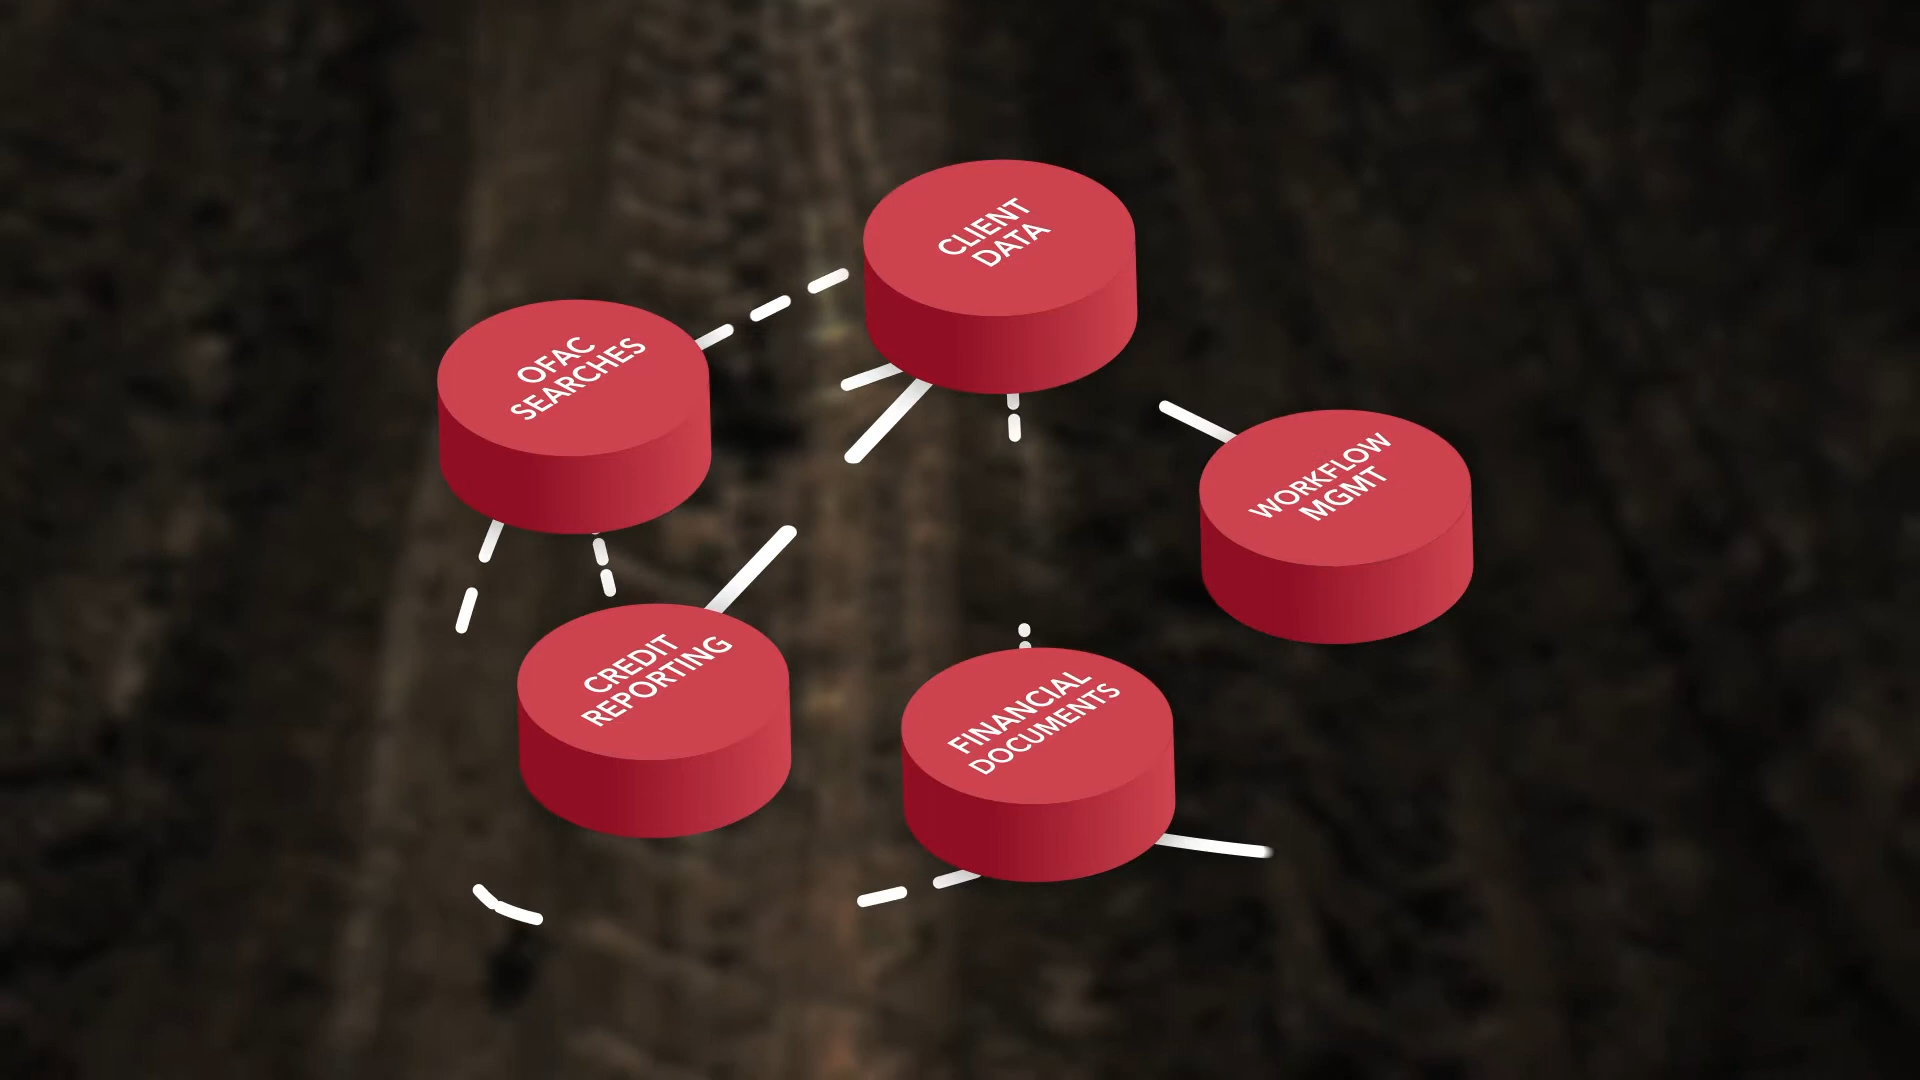 CLIENT
DATA
OFAC
SEARCHES
WORKFLOW
MGMT
CREDIT
REPORTING
FINANCIAL
DOCUMENTS